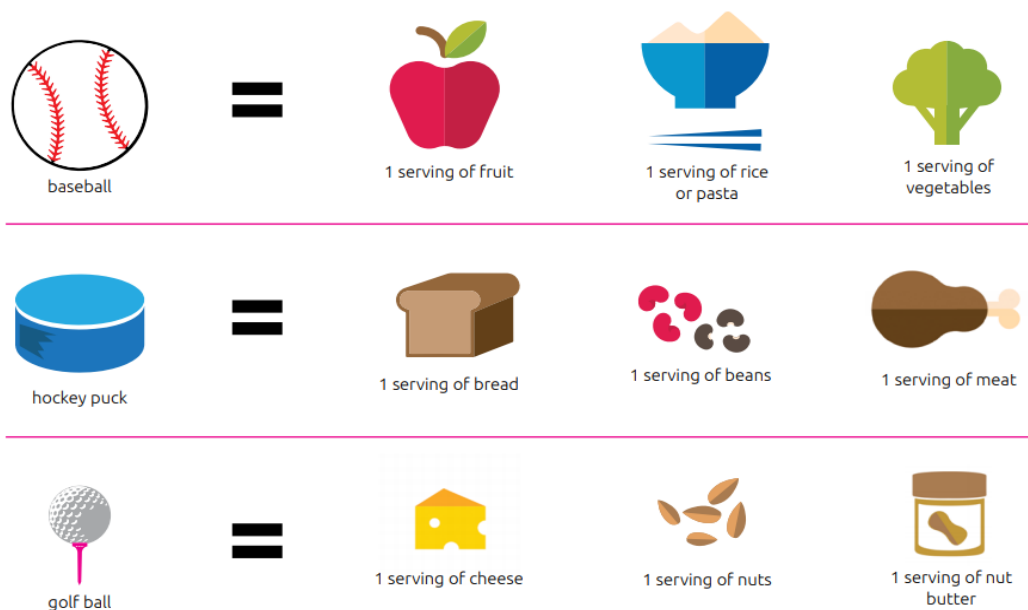 baseball
1 serving of fruit
1 serving of rice
or pasta
1 serving of
vegetables
hockey puck
1 serving of bread
1 serving of beans
1 serving of meat
golf ball
1 serving of cheese
1 serving of nuts
1 serving of nut
butter